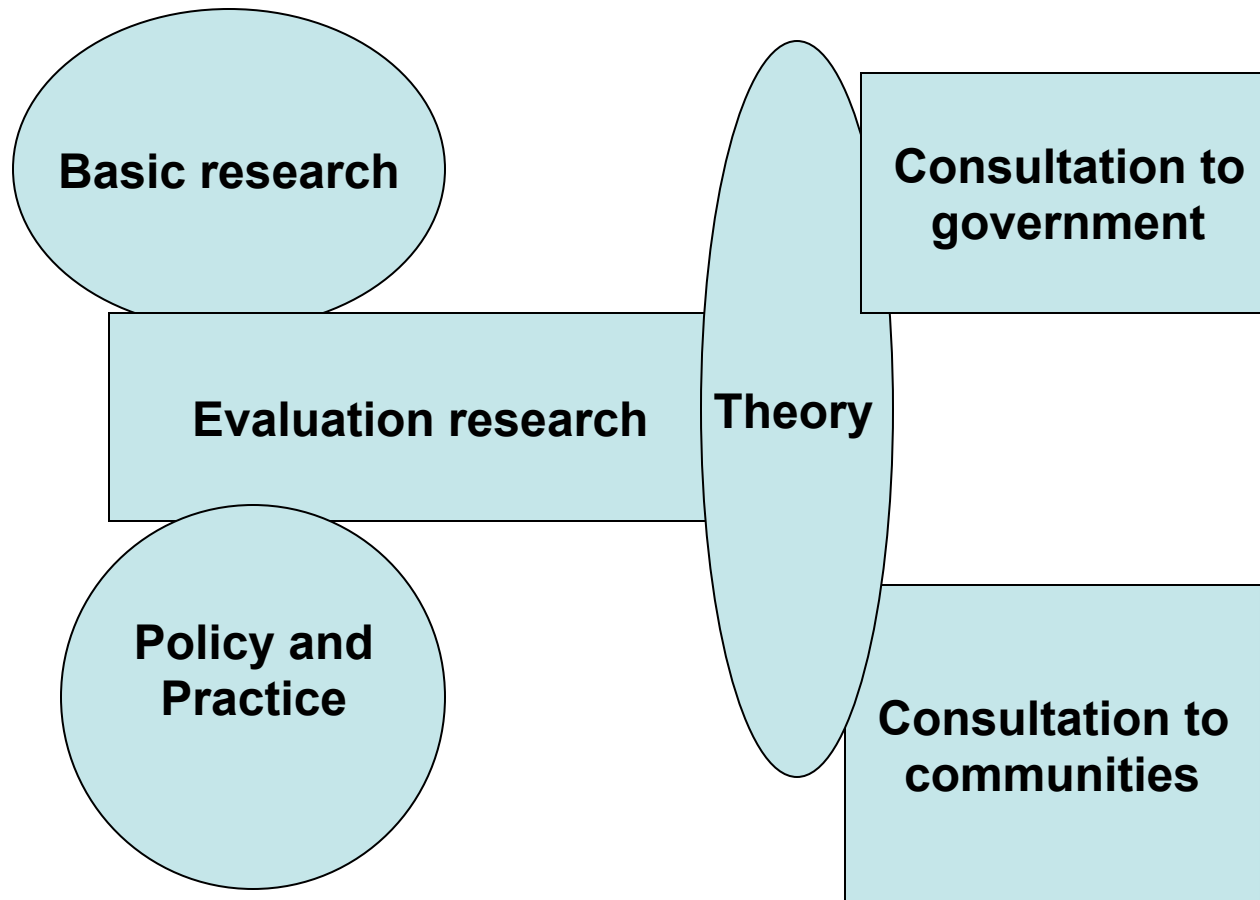 Basic research
Consultation to
government
Evaluation research
Theory
Policy and
Practice
Consultation to
communities